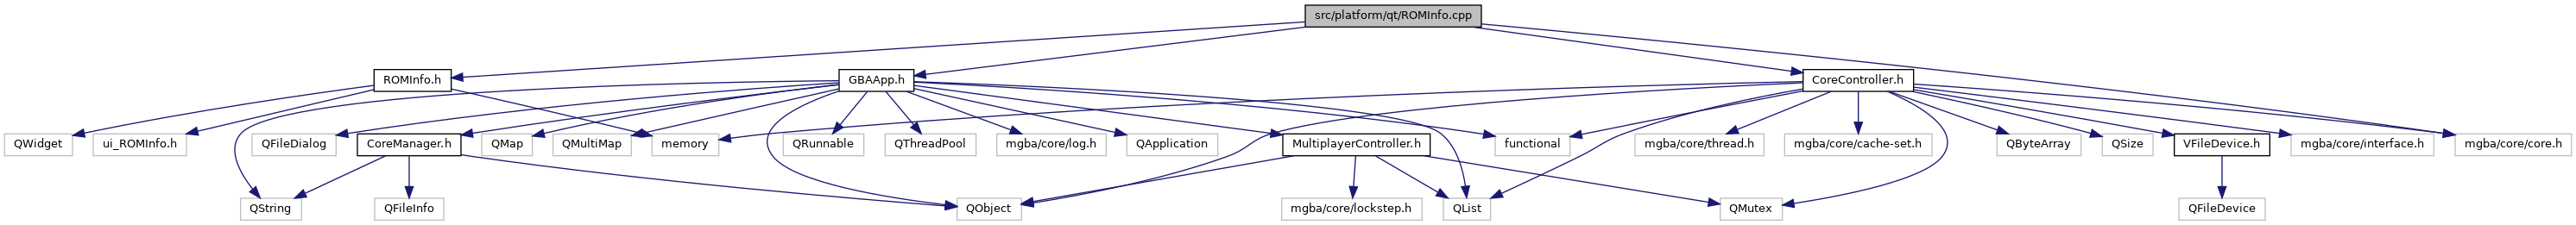 src/platform/qt/ROMInfo.cpp
ROMInfo.h
GBAApp.h
CoreController.h
QWidget
ui_ROMInfo.h
QFileDialog
CoreManager.h
QMap
QMultiMap
memory
QRunnable
QThreadPool
mgba/core/log.h
QApplication
MultiplayerController.h
functional
mgba/core/thread.h
mgba/core/cache-set.h
QByteArray
QSize
VFileDevice.h
mgba/core/interface.h
mgba/core/core.h
QString
QFileInfo
QObject
mgba/core/lockstep.h
QList
QMutex
QFileDevice